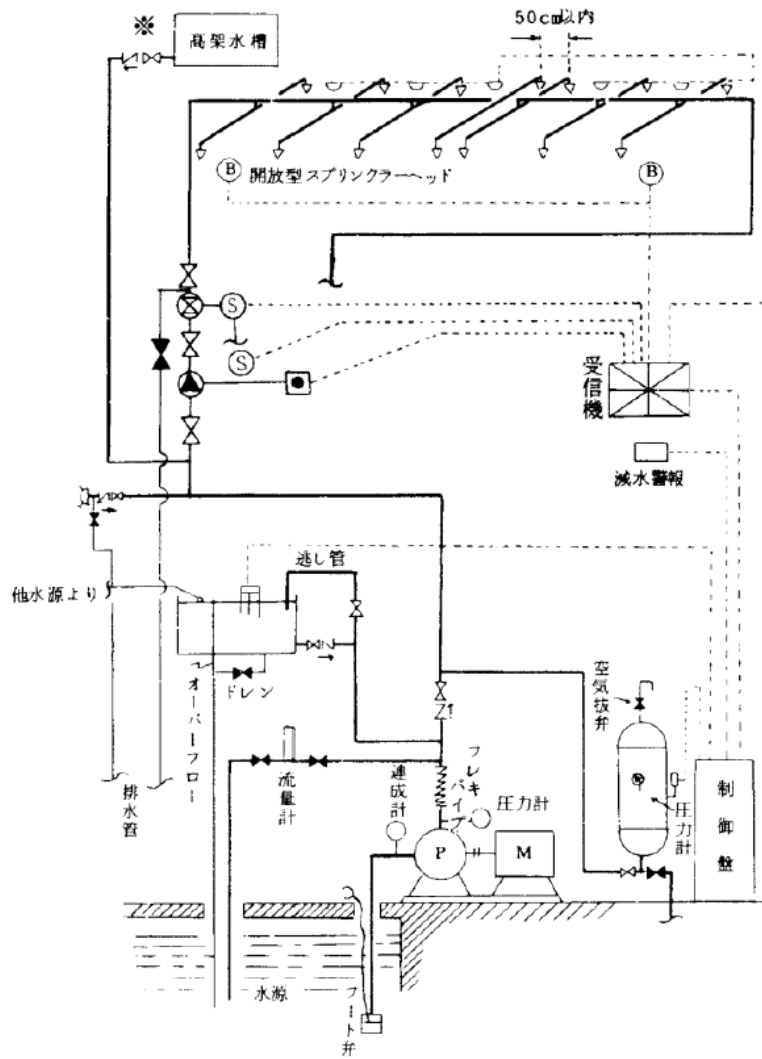 ※
高架水槽
50cm以内
B
開放型スプリンクラーヘッド
B
S
S
受信機
減水警報
逃し管
他水源より
ドレン
オーバーフロー
空気抜弁
排水管
流量計
連成計
フレキパイプ
圧力計
P
M
圧力計
制御盤
水源
フート弁